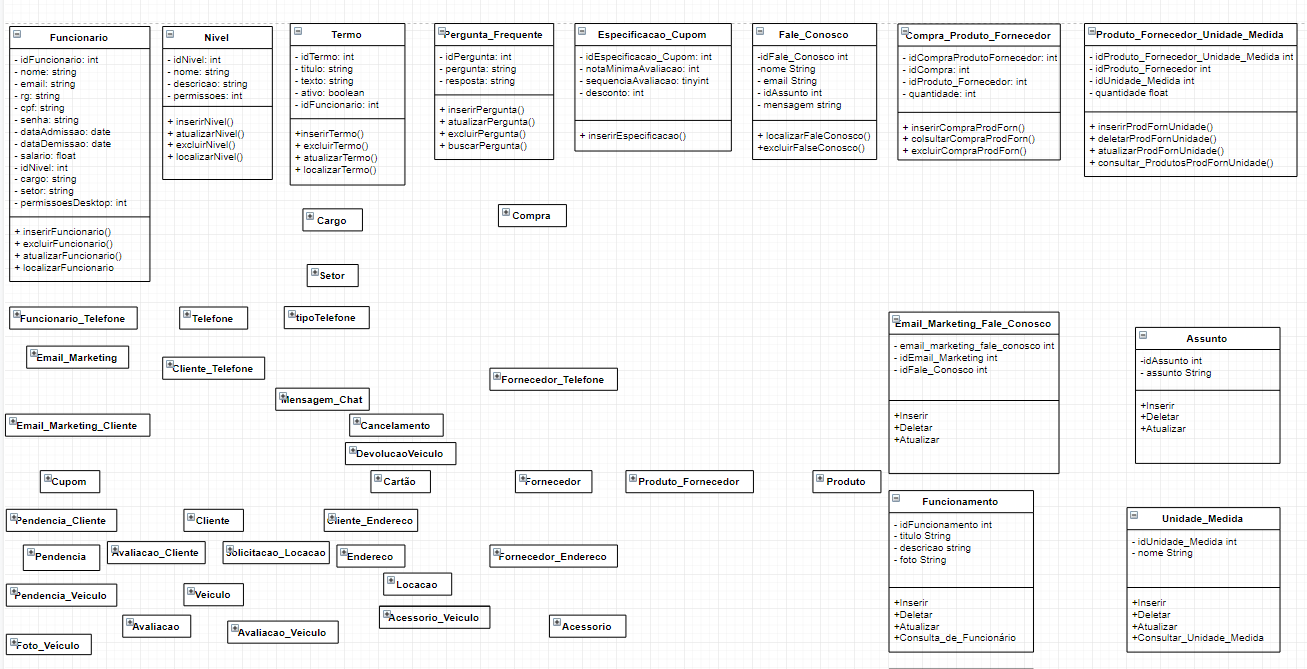 Funcionario
- idFuncionario: int
- nome: string
- email: string
- rg: string
- cpf: string
- senha: string
- dataAdmissao: date
- dataDemissao: date
- salario: float
- idNivel: int
- cargo: string
- setor: string
- permissoesDesktop: int
+ inserirFuncionario()
+ excluirFuncionario()
+ atualizarFuncionario()
+ localizarFuncionario
Nivel
- idNivel: int
- nome: string
- descricao: string
- permissoes: int
+ inserirNivel()
+ atualizarNivel()
+ excluirNivel()
+ localizarNivel()
Termo
- idTermo: int
- titulo: string
- texto: string
- ativo: boolean
- idFuncionario: int
+inserirTermo()
+ excluirTermo()
+ atualizarTermo()
+ localizarTermo()
Pergunta_Frequente
- idPergunta: int
- pergunta: string
- resposta: string
+ inserirPergunta()
+ atualizarPergunta()
+ excluirPergunta()
+ buscarPergunta()
Especificacao_Cupom
- idEspecificacao_Cupom: int
- notaMinimaAvaliacao: int
- sequenciaAvaliacao: tinyint
- desconto: int
+ inserirEspecificacao()
Fale_Conosco
-idFale_Conosco int
-nome String
- email String
- idAssunto int
- mensagem string
+ localizarFaleConosco()
+excluirFalseConosco()
Compra_Produto_Fornecedor
- idCompraProdutoFornecedor: int
- idCompra: int
- idProduto_Fornecedor: int
- quantidade: int
+ inserirCompraProdForn()
+ colsultarCompraProdForn()
+ excluirCompraProdForn()
Produto_Fornecedor_Unidade_Medida
- idProduto_Fornecedor_Unidade_Medida int
- idProduto_Fornecedor int
- idUnidade_Medida int
- quantidade float
+ inserirProdFornUnidade()
+ deletarProdFornUnidade()
+ atualizarProdFornUnidade()
+ consultar_ProdutosProdFornUnidade()
Cargo
Compra
Setor
Funcionario_Telefone
Telefone
tipoTelefone
Email_Marketing
Cliente_Telefone
Fornecedor_Telefone
Mensagem_Chat
Email_Marketing_Cliente
Cancelamento
DevolucaoVeiculo
Cupom
Cartão
Fornecedor
Produto_Fornecedor
Produto
Pendencia_Cliente
Cliente
Cliente_Endereco
Pendencia
Avaliacao_Cliente
Solicitacao_Locacao
Endereco
Fornecedor_Endereco
Locacao
Pendencia_Veiculo
Veiculo
Acessorio_Veiculo
Avaliacao
Avaliacao_Veiculo
Acessorio
Foto_Veículo
Email_Marketing_Fale_Conosco
- email_marketing_fale_conosco int
- idEmail_Marketing int
- idFale_Conosco int
+Inserir
+Deletar
+Atualizar
Assunto
-idAssunto int
- assunto String
+Inserir
+Deletar
+Atualizar
Funcionamento
- idFuncionamento int
- titulo String
- descricao string
- foto String
+Inserir
+Deletar
+Atualizar
+Consulta_de_Funcionário
Unidade_Medida
- idUnidade_Medida int
- nome String
+Inserir
+Deletar
+Atualizar
+Consultar_Unidade_Medida